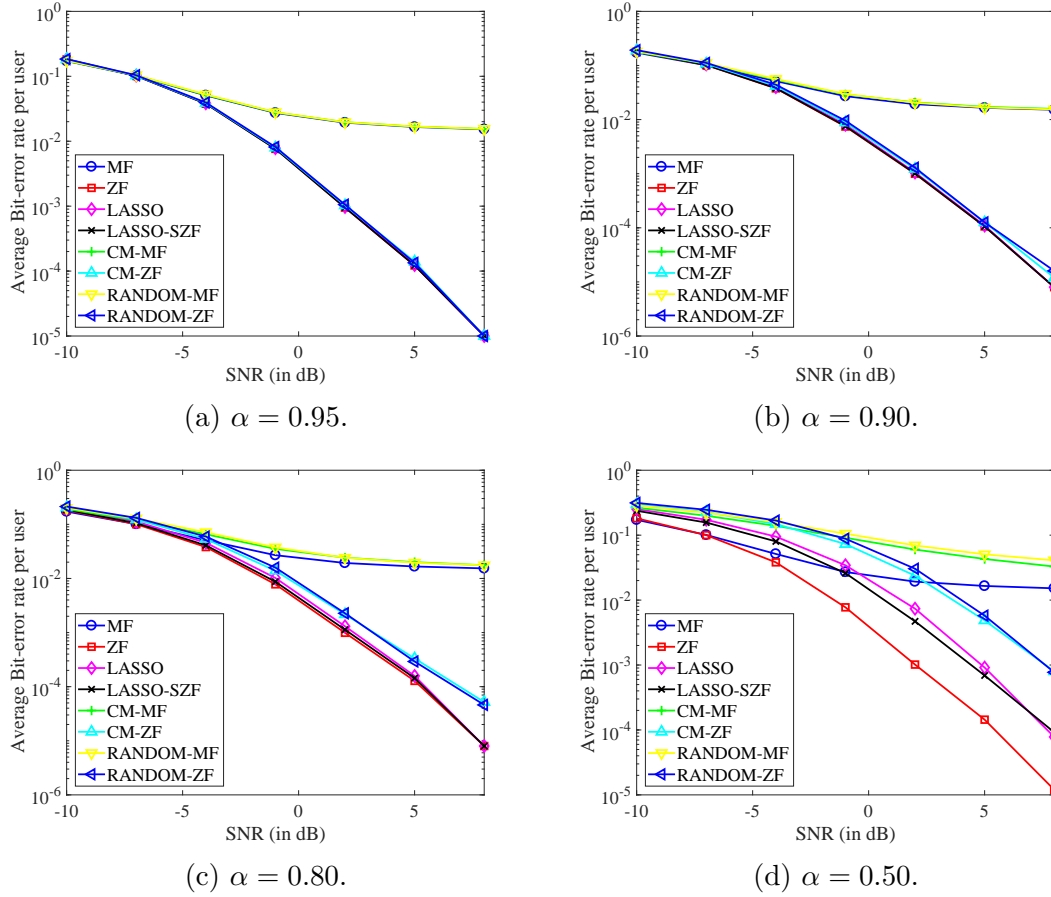 10^0
10^-1
10^-2
10^-3
10^-4
10^-5
Average Bit-error rate per user
MF
ZF
LASSO
LASSO-SZF
CM-MF
CM-ZF
RANDOM-MF
RANDOM-ZF
-10 -5 0 5
SNR (in dB)
(a) α = 0.95.
10^0
10^-2
10^-4
10^-6
Average Bit-error rate per user
MF
ZF
LASSO
LASSO-SZF
CM-MF
CM-ZF
RANDOM-MF
RANDOM-ZF
-10 -5 0 5
SNR (in dB)
(b) α = 0.90.
10^0
10^-2
10^-4
10^-6
Average Bit-error rate per user
MF
ZF
LASSO
LASSO-SZF
CM-MF
CM-ZF
RANDOM-MF
RANDOM-ZF
-10 -5 0 5
SNR (in dB)
(c) α = 0.80.
10^0
10^-1
10^-2
10^-3
10^-4
10^-5
Average Bit-error rate per user
MF
ZF
LASSO
LASSO-SZF
CM-MF
CM-ZF
RANDOM-MF
RANDOM-ZF
-10 -5 0 5
SNR (in dB)
(d) α = 0.50.